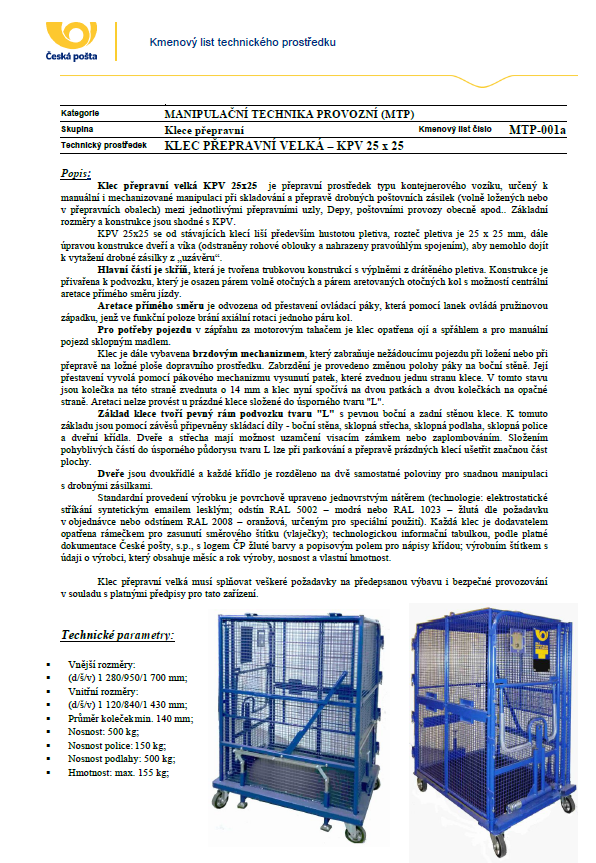 Kmenový list technického prostředku
Česká pošta
Kategorie MANIPULAČNÍ TECHNIKA PROVOZNÍ (MTP)
Skupina Klece přepravní Kmenový list číslo MTP-001a
Technický prostředek KLEC PŘEPRAVNÍ VELKÁ – KPV 25 x 25
Popis:
Klec přepravní velká KPV 25x25 je přepravní prostředek typu kontejnerového vozíku, určený k
manuální i mechanizované manipulaci při skladování a přepravě drobných poštovních zásilek (volně ložených nebo
v přepravních obalech) mezi jednotlivými přepravními uzly, Depy, poštovními provozy obecně apod.. Základní
rozměry a konstrukce jsou shodné s KPV.
KPV 25x25 se od stávajících klecí liší především hustotou pletiva, rozteč pletiva je 25 x 25 mm, dále
úpravou konstrukce dveří a víka (odstraněny rohové oblouky a nahrazeny pravoúhlým spojením), aby nemohlo dojít
k vytažení drobné zásilky z „uzávěru“.
Hlavní částí je skříň, která je tvořena trubkovou konstrukcí s výplněmi z drátěného pletiva. Konstrukce je
přivařena k podvozku, který je osazen párem volně otočných a párem aretovaných otočných kol s možností centrální
aretace přímého směru jízdy.
Aretace přímého směru je odvozena od přestavení ovládací páky, která pomocí lanek ovládá pružinovou
západku, jenž ve funkční poloze brání axiální rotaci jednoho páru kol.
Pro potřeby pojezdu v zápřahu za motorovým tahačem je klec opatřena ojí a spřáhlem a pro manuální
pojezd sklopným madlem.
Klec je dále vybavena brzdovým mechanizmem, který zabraňuje nežádoucímu pojezdu při ložení nebo při
přepravě na ložné ploše dopravního prostředku. Zabrzdění je provedeno změnou polohy páky na boční stěně. Její
přestavení vyvolá pomocí pákového mechanizmu vysunutí patek, které zvednou jednu stranu klece. V tomto stavu
jsou kolečka na této straně zvednuta o 14 mm a klec nyní spočívá na dvou patkách a dvou kolečkách na opačné
straně. Aretaci nelze provést u prázdné klece složené do úsporného tvaru "L".
Základ klece tvoří pevný rám podvozku tvaru "L" s pevnou boční a zadní stěnou klece. K tomuto
základu jsou pomocí závěsů připevněny skládací díly - boční stěna, sklopná střecha, sklopná podlaha, sklopná police
a dveřní křídla. Dveře a střecha mají možnost uzamčení visacím zámkem nebo zaplombováním. Složením
pohyblivých částí do úsporného půdorysu tvaru L lze při parkování a přepravě prázdných klecí ušetřit značnou část
plochy.
Dveře jsou dvoukřídlé a každé křídlo je rozděleno na dvě samostatné poloviny pro snadnou manipulaci
s drobnými zásilkami.
Standardní provedení výrobku je povrchově upraveno jednovrstvým nátěrem (technologie: elektrostatické
stříkání syntetickým emailem lesklým; odstín RAL 5002 – modrá nebo RAL 1023 – žlutá dle požadavku
v objednávce nebo odstínem RAL 2008 – oranžová, určeným pro speciální použití). Každá klec je dodavatelem
opatřena rámečkem pro zasunutí směrového štítku (vlaječky); technologickou informační tabulkou, podle platné
dokumentace České pošty, s.p., s logem ČP žluté barvy a popisovým polem pro nápisy křídou; výrobním štítkem s
údaji o výrobci, který obsahuje měsíc a rok výroby, nosnost a vlastní hmotnost.
Klec přepravní velká musí splňovat veškeré požadavky na předepsanou výbavu i bezpečné provozování
v souladu s platnými předpisy pro tato zařízení.
Technické parametry:
▪ Vnější rozměry:
▪ (d/š/v) 1 280/950/1 700 mm;
▪ Vnitřní rozměry:
▪ (d/š/v) 1 120/840/1 430 mm;
▪ Průměr koleček min. 140 mm;
▪ Nosnost: 500 kg;
▪ Nosnost police: 150 kg;
▪ Nosnost podlahy: 500 kg;
▪ Hmotnost: max. 155 kg;